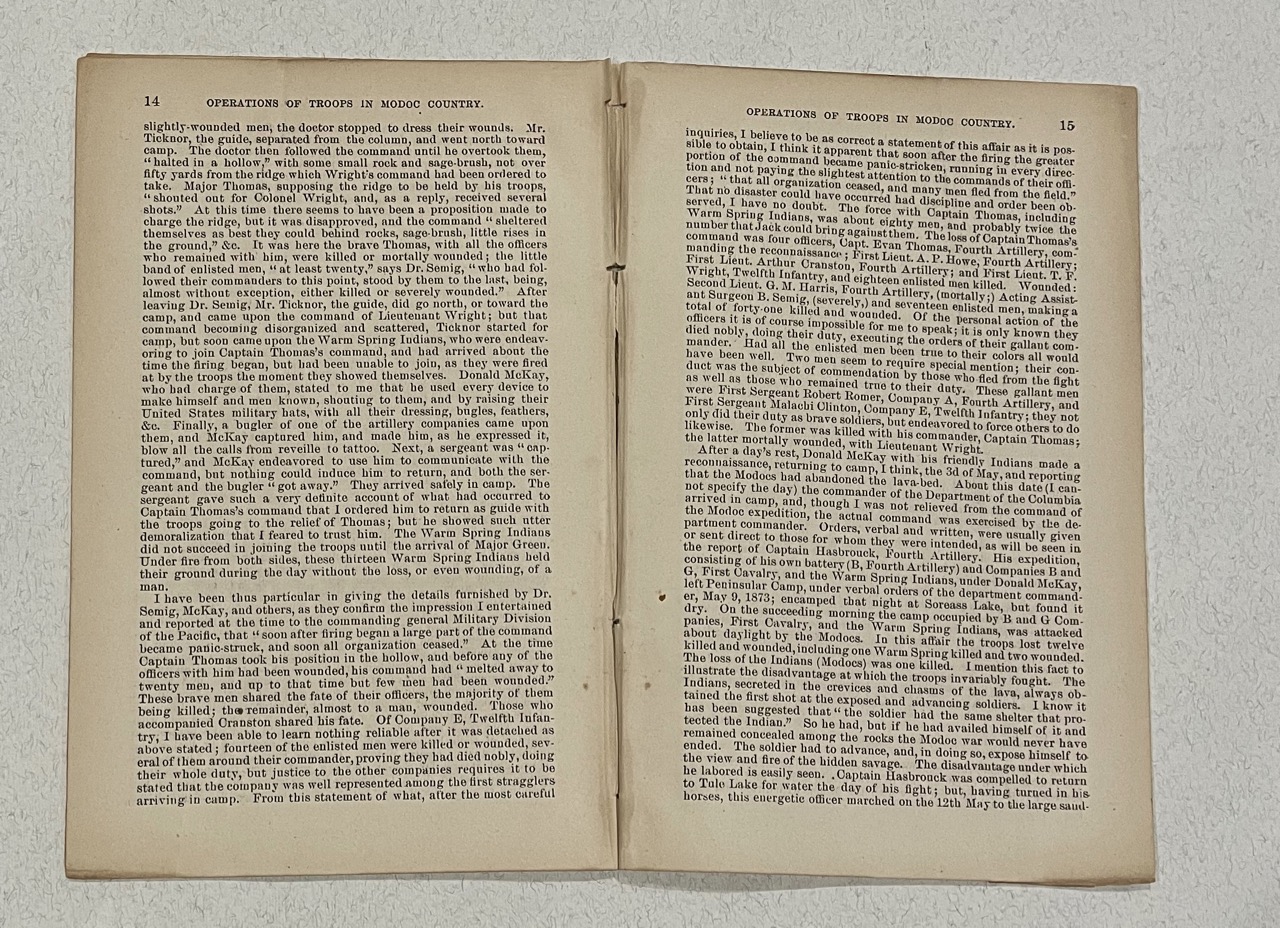 14 OPERATIONS OF TROOPS IN MODOC COUNTRY.
slightly-wounded men, the doctor stopped to dress their wounds. Mr.
Ticknor, the guide, separated from the column, and went north toward
camp. The doctor then followed the command until he overtook them,
"halted in a hollow," with some small rock and sage-brush, not over
fifty yards from the ridge which Wright's command had been ordered to
take. Major Thomas, supposing the ridge to be held by his troops,
"shouted out for Colonel Wright, and, as a reply, received several
shots." At this time there seems to have been a proposition made to
charge the ridge, but it was disapproved, and the command "sheltered
themselves as best they could behind rocks, sage-brush, little rises in
the ground," &c. It was here the brave Thomas, with all the officers
who remained with him, were killed or mortally wounded; the little
band of enlisted men, "at least twenty," says Dr. Semig, "who had fol-
lowed their commanders to this point, stood by them to the last, being,
almost without exception, either killed or severely wounded." After
leaving Dr. Semig, Mr. Ticknor, the guide, did go north, or toward the
camp, and came upon the command of Lieutenant Wright; but that
command becoming disorganized and scattered, Ticknor started for
camp, but soon came upon the Warm Spring Indians, who were endeav-
oring to join Captain Thomas's command, and had arrived about the
time the firing began, but had been unable to join, as they were fired
at by the troops the moment they showed themselves. Donald McKay,
who had charge of them, stated to me that he used every device to
make himself and men known, shouting to them, and by raising their
United States military hats, with all their dressing, bugles, feathers,
&c. Finally, a bugler of one of the artillery companies came upon
them, and McKay captured him, and made him, as he expressed it,
blow all the calls from reveille to tattoo. Next, a sergeant was "cap-
tured," and McKay endeavored to use him to communicate with the
command, but nothing could induce him to return, and both the ser-
geant and the bugler "got away." They arrived safely in camp. The
sergeant gave such a very definite account of what had occurred to
Captain Thomas's command that I ordered him to return as guide with
the troops going to the relief of Thomas; but he showed such utter
demoralization that I feared to trust him. The Warm Spring Indians
did not succeed in joining the troops until the arrival of Major Green.
Under fire from both sides, these thirteen Warm Spring Indians held
their ground during the day without the loss, or even wounding, of a
man.
I have been thus particular in giving the details furnished by Dr.
Semig, McKay, and others, as they confirm the impression I entertained
and reported at the time to the commanding general Military Division
of the Pacific, that "soon after firing began a large part of the command
became panic-struck, and soon all organization ceased." At the time
Captain Thomas took his position in the hollow, and before any of the
officers with him had been wounded, his command had "melted away to
twenty men, and up to that time but few men had been wounded."
These brave men shared the fate of their officers, the majority of them
being killed; the remainder, almost to a man, wounded. Those who
accompanied Cranston shared his fate. Of Company E, Twelfth Infan-
try, I have been able to learn nothing reliable after it was detached as
above stated; fourteen of the enlisted men were killed or wounded, sev-
eral of them around their commander, proving they had died nobly, doing
their whole duty, but justice to the other companies requires it to be
stated that the company was well represented among the first stragglers
arriving in camp. From this statement of what, after the most careful
OPERATIONS OF TROOPS IN MODOC COUNTRY. 15
inquiries, I believe to be as correct a statement of this affair as it is pos-
sible to obtain, I think it apparent that soon after the firing the greater
portion of the command became panic-stricken, running in every direc-
tion and not paying the slightest attention to the commands of their offi-
cers; "that all organization ceased, and many men fled from the field."
That no disaster could have occurred had discipline and order been ob-
served, I have no doubt. The force with Captain Thomas, including
Warm Spring Indians, was about eighty men, and probably twice the
number that Jack could bring against them. The loss of Captain Thomas's
command was four officers, Capt. Evan Thomas, Fourth Artillery, com-
manding the reconnaissance; First Lieut. A. P. Howe, Fourth Artillery;
First Lieut. Arthur Cranston, Fourth Artillery; and First Lieut. T. F.
Wright, Twelfth Infantry, and eighteen enlisted men killed. Wounded:
Second Lieut. G. M. Harris, Fourth Artillery, (mortally;) Acting Assist-
ant Surgeon B. Semig, (severely,) and seventeen enlisted men, making a
total of forty-one killed and wounded. Of the personal action of the
officers it is of course impossible for me to speak; it is only known they
died nobly, doing their duty, executing the orders of their gallant com-
mander. Had all the enlisted men been true to their colors all would
have been well. Two men seem to require special mention; their con-
duct was the subject of commendation by those who fled from the fight
as well as those who remained true to their duty. These gallant men
were First Sergeant Robert Romer, Company A, Fourth Artillery, and
First Sergeant Malachi Clinton, Company E, Twelfth Infantry; they not
only did their duty as brave soldiers, but endeavored to force others to do
likewise. The former was killed with his commander, Captain Thomas;
the latter mortally wounded, with Lieutenant Wright.
After a day's rest, Donald McKay with his friendly Indians made a
reconnaissance, returning to camp, I think, the 3d of May, and reporting
that the Modocs had abandoned the lava-bed. About this date (I can-
not specify the day) the commander of the Department of the Columbia
arrived in camp, and, though I was not relieved from the command of
the Modoc expedition, the actual command was exercised by the de-
partment commander. Orders, verbal and written, were usually given
or sent direct to those for whom they were intended, as will be seen in
the report of Captain Hasbrouck, Fourth Artillery. His expedition,
consisting of his own battery (B, Fourth Artillery) and Companies B and
G, First Cavalry, and the Warm Spring Indians, under Donald McKay,
left Peninsular Camp, under verbal orders of the department command-
er, May 9, 1873; encamped that night at Soreass Lake, but found it
dry. On the succeeding morning the camp occupied by B and G Com-
panies, First Cavalry, and the Warm Spring Indians, was attacked
about daylight by the Modocs. In this affair the troops lost twelve
killed and wounded, including one Warm Spring killed and two wounded.
The loss of the Indians (Modocs) was one killed. I mention this fact to
illustrate the disadvantage at which the troops invariably fought. The
Indians, secreted in the crevices and chasms of the lava, always ob-
tained the first shot at the exposed and advancing soldiers. I know it
has been suggested that "the soldier had the same shelter that pro-
tected the Indian." So he had, but if he had availed himself of it and
remained concealed among the rocks the Modoc war would never have
ended. The soldier had to advance, and, in doing so, expose himself to
the view and fire of the hidden savage. The disadvantage under which
he labored is easily seen. Captain Hasbrouck was compelled to return
to Tule Lake for water the day of his fight; but, having turned in his
horses, this energetic officer marched on the 12th May to the large sand-